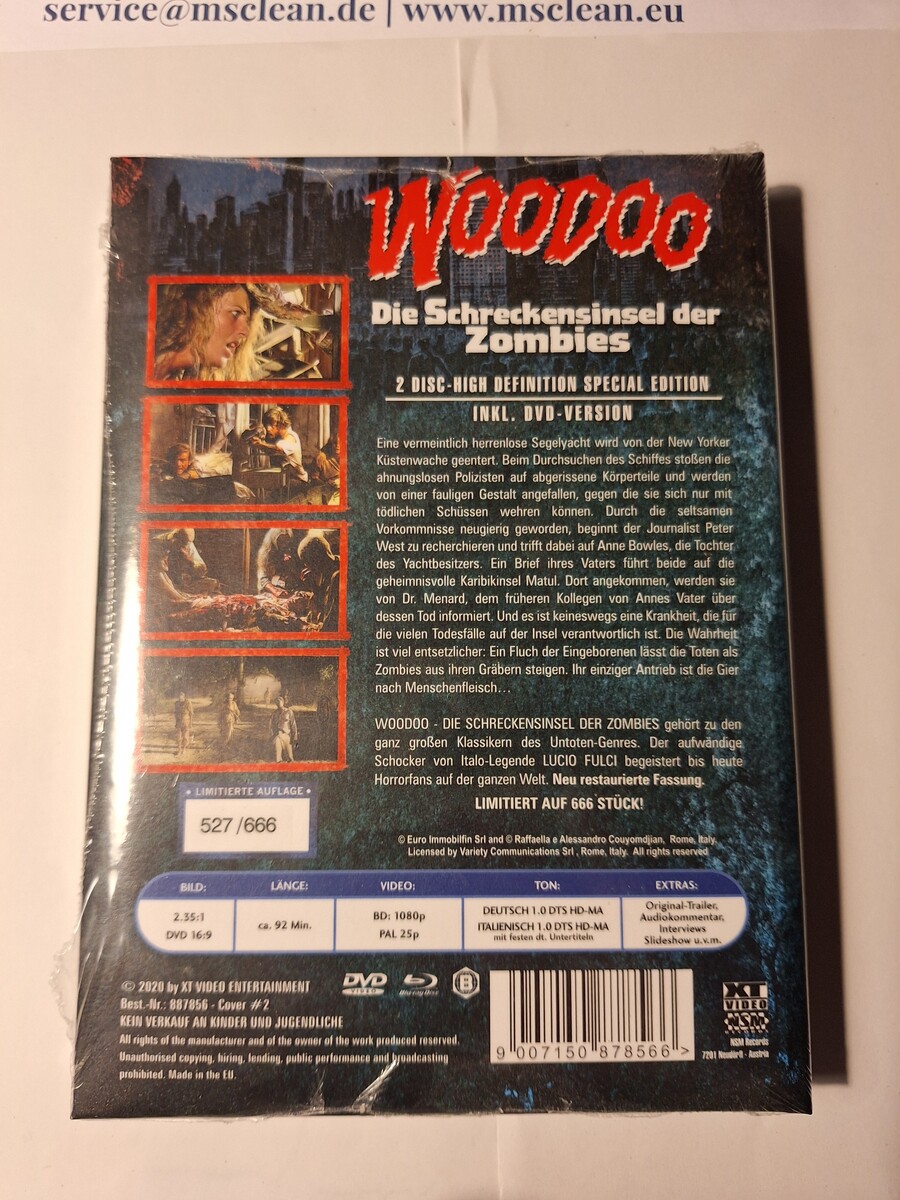 service@msclean.de | www.msclean.eu
WOODOO
Die Schreckensinsel der
Zombies
2 DISC-HIGH DEFINITION SPECIAL EDITION
INKL. DVD-VERSION
Eine vermeintlich herrenlose Segelyacht wird von der New Yorker
Küstenwache geentert. Beim Durchsuchen des Schiffes stoßen die
ahnungslosen Polizisten auf abgerissene Körperteile und werden
von einer fauligen Gestalt angefallen, gegen die sie sich nur mit
tödlichen Schüssen wehren können. Durch die seltsamen
Vorkommnisse neugierig geworden, beginnt der Journalist Peter
West zu recherchieren und trifft dabei auf Anne Bowles, die Tochter
des Yachtbesitzers. Ein Brief ihres Vaters führt beide auf die
geheimnisvolle Karibikinsel Matul. Dort angekommen, werden sie
von Dr. Menard, dem früheren Kollegen von Annes Vater über
dessen Tod informiert. Und es ist keineswegs eine Krankheit, die für
die vielen Todesfälle auf der Insel verantwortlich ist. Die Wahrheit
ist viel entsetzlicher: Ein Fluch der Eingeborenen lässt die Toten als
Zombies aus ihren Gräbern steigen. Ihr einziger Antrieb ist die Gier
nach Menschenfleisch...
WOODOO - DIE SCHRECKENSINSEL DER ZOMBIES gehört zu den
ganz großen Klassikern des Untoten-Genres. Der aufwändige
Schocker von Italo-Legende LUCIO FULCI begeistert bis heute
Horrorfans auf der ganzen Welt. Neu restaurierte Fassung.
LIMITIERT AUF 666 STÜCK!
• LIMITIERTE AUFLAGE •
527 /666
© Euro Immobilfin Srl and © Raffaella e Alessandro Couyomdjian, Rome, Italy.
Licensed by Variety Communications Srl , Rome, Italy. All rights reserved
BILD: LÄNGE: VIDEO: TON: EXTRAS:
2.35:1
DVD 16:9
ca. 92 Min.
BD: 1080p
PAL 25p
DEUTSCH 1.0 DTS HD-MA
ITALIENISCH 1.0 DTS HD-MA
mit festen dt. Untertiteln
Original-Trailer,
Audiokommentar,
Interviews
Slideshow u.v.m.
© 2020 by XT VIDEO ENTERTAINMENT
Best.-Nr.: 887856 - Cover #2
KEIN VERKAUF AN KINDER UND JUGENDLICHE
All rights of the manufacturer and of the owner of the work produced reserved.
Unauthorised copying, hiring, lending, public performance and broadcasting
prohibited. Made in the EU.
DVD
VIDEO
Blu-ray Disc
B
9 007150 878566 >
XT
VIDEO
NSM
NSM Records
7201 Neudörfl - Austria